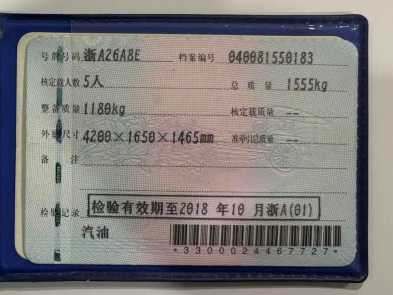 号牌号码 浙A26A8E 档案编号 040081550183
核定载人数 5人 总质量 1555kg
整备质量 1180kg 核定载质量 --
外廓尺寸 4200×1650×1465mm 准牵引总质量 --
备注
检验记录 检验有效期至2018年10月浙A(01)
汽油
*3300024467727*